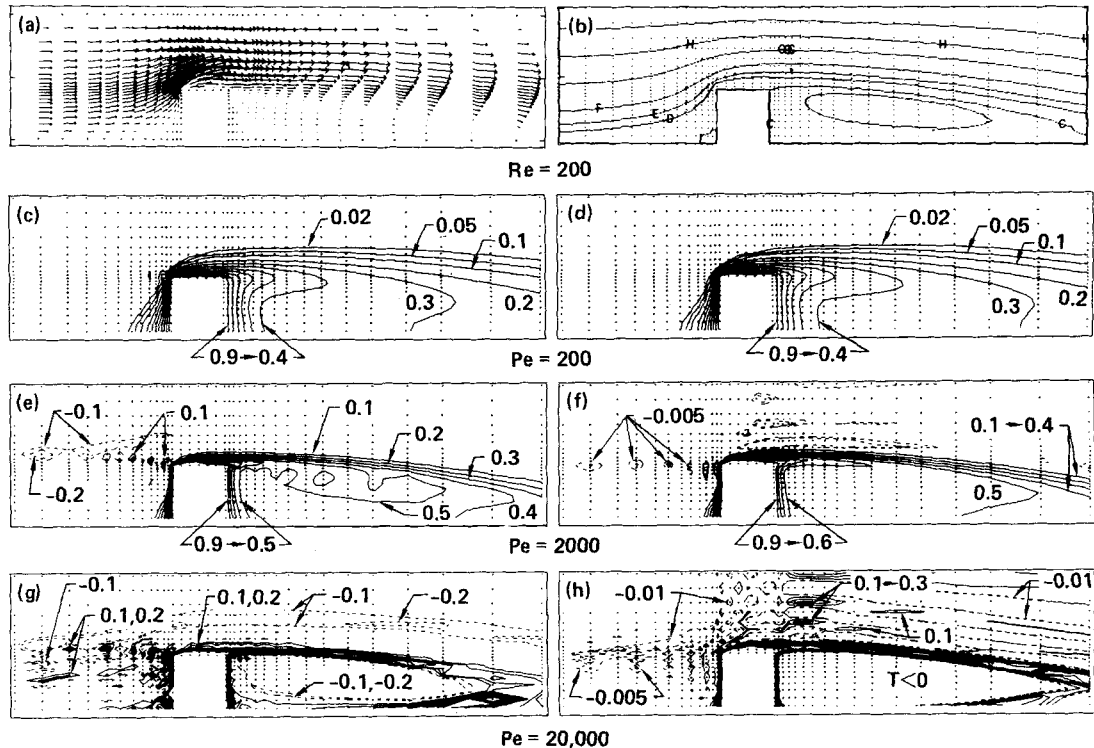 (a)
(b)
H
H
F
E
D
C
G
Re = 200
(c)
0.02
0.05
0.1
0.2
0.3
0.9→0.4
(d)
0.02
0.05
0.1
0.2
0.3
0.9→0.4
Pe = 200
(e)
-0.1
0.1
0.1
0.2
0.3
-0.2
0.5
0.4
0.9→0.5
(f)
-0.005
0.1→0.4
0.5
0.9→0.6
Pe = 2000
(g)
-0.1
0.1,0.2
0.1,0.2
-0.1
-0.2
-0.1,-0.2
(h)
-0.01
0.1→0.3
-0.01
0.1
-0.005
T<0
Pe = 20,000